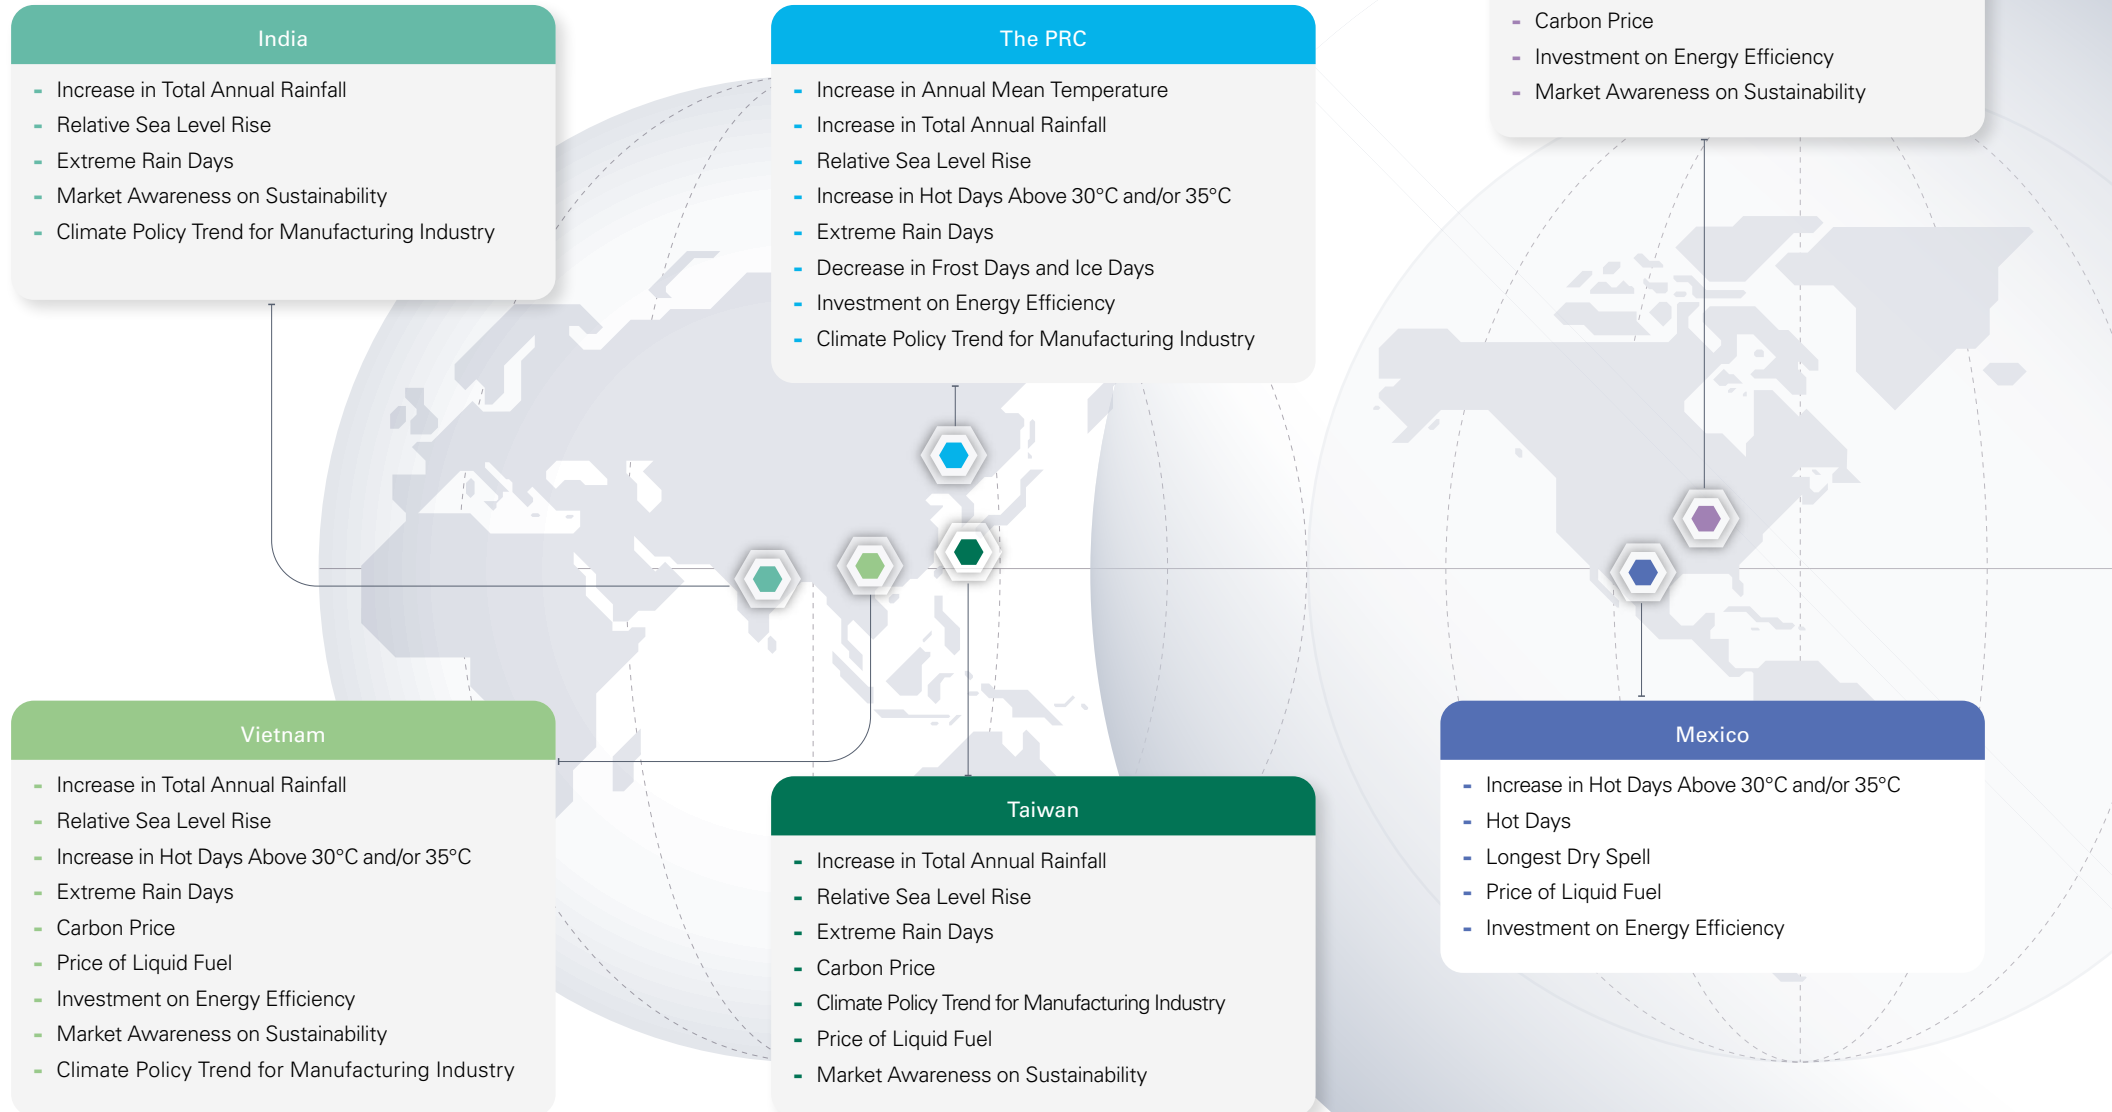 India
- Increase in Total Annual Rainfall
- Relative Sea Level Rise
- Extreme Rain Days
- Market Awareness on Sustainability
- Climate Policy Trend for Manufacturing Industry
The PRC
- Increase in Annual Mean Temperature
- Increase in Total Annual Rainfall
- Relative Sea Level Rise
- Increase in Hot Days Above 30°C and/or 35°C
- Extreme Rain Days
- Decrease in Frost Days and Ice Days
- Investment on Energy Efficiency
- Climate Policy Trend for Manufacturing Industry
- Carbon Price
- Investment on Energy Efficiency
- Market Awareness on Sustainability
Vietnam
- Increase in Total Annual Rainfall
- Relative Sea Level Rise
- Increase in Hot Days Above 30°C and/or 35°C
- Extreme Rain Days
- Carbon Price
- Price of Liquid Fuel
- Investment on Energy Efficiency
- Market Awareness on Sustainability
- Climate Policy Trend for Manufacturing Industry
Taiwan
- Increase in Total Annual Rainfall
- Relative Sea Level Rise
- Extreme Rain Days
- Carbon Price
- Climate Policy Trend for Manufacturing Industry
- Price of Liquid Fuel
- Market Awareness on Sustainability
Mexico
- Increase in Hot Days Above 30°C and/or 35°C
- Hot Days
- Longest Dry Spell
- Price of Liquid Fuel
- Investment on Energy Efficiency